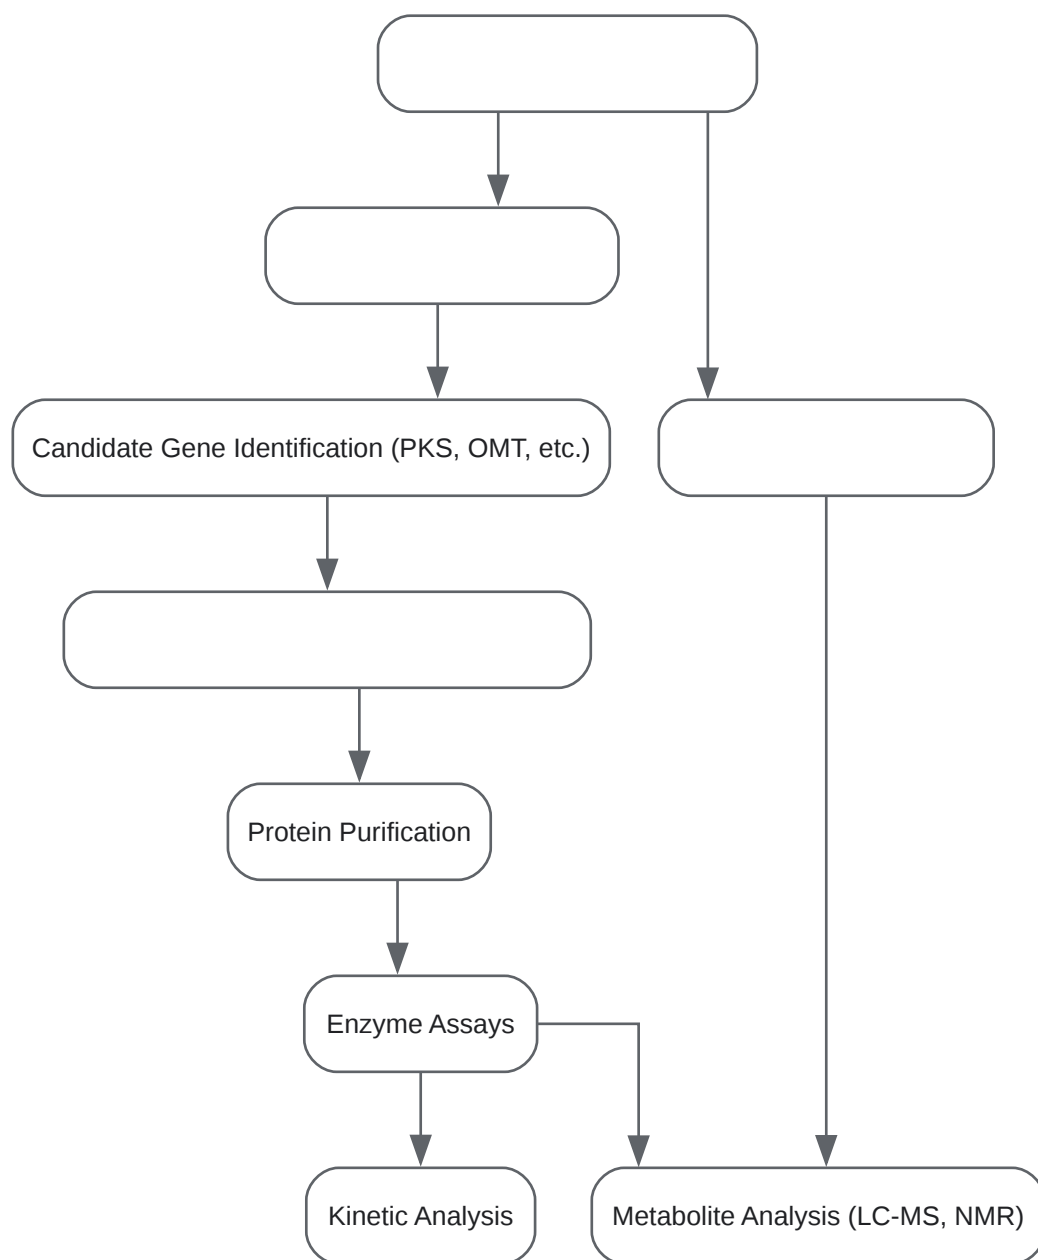 Candidate Gene Identification (PKS, OMT, etc.)
Protein Purification
Enzyme Assays
Kinetic Analysis
Metabolite Analysis (LC-MS, NMR)